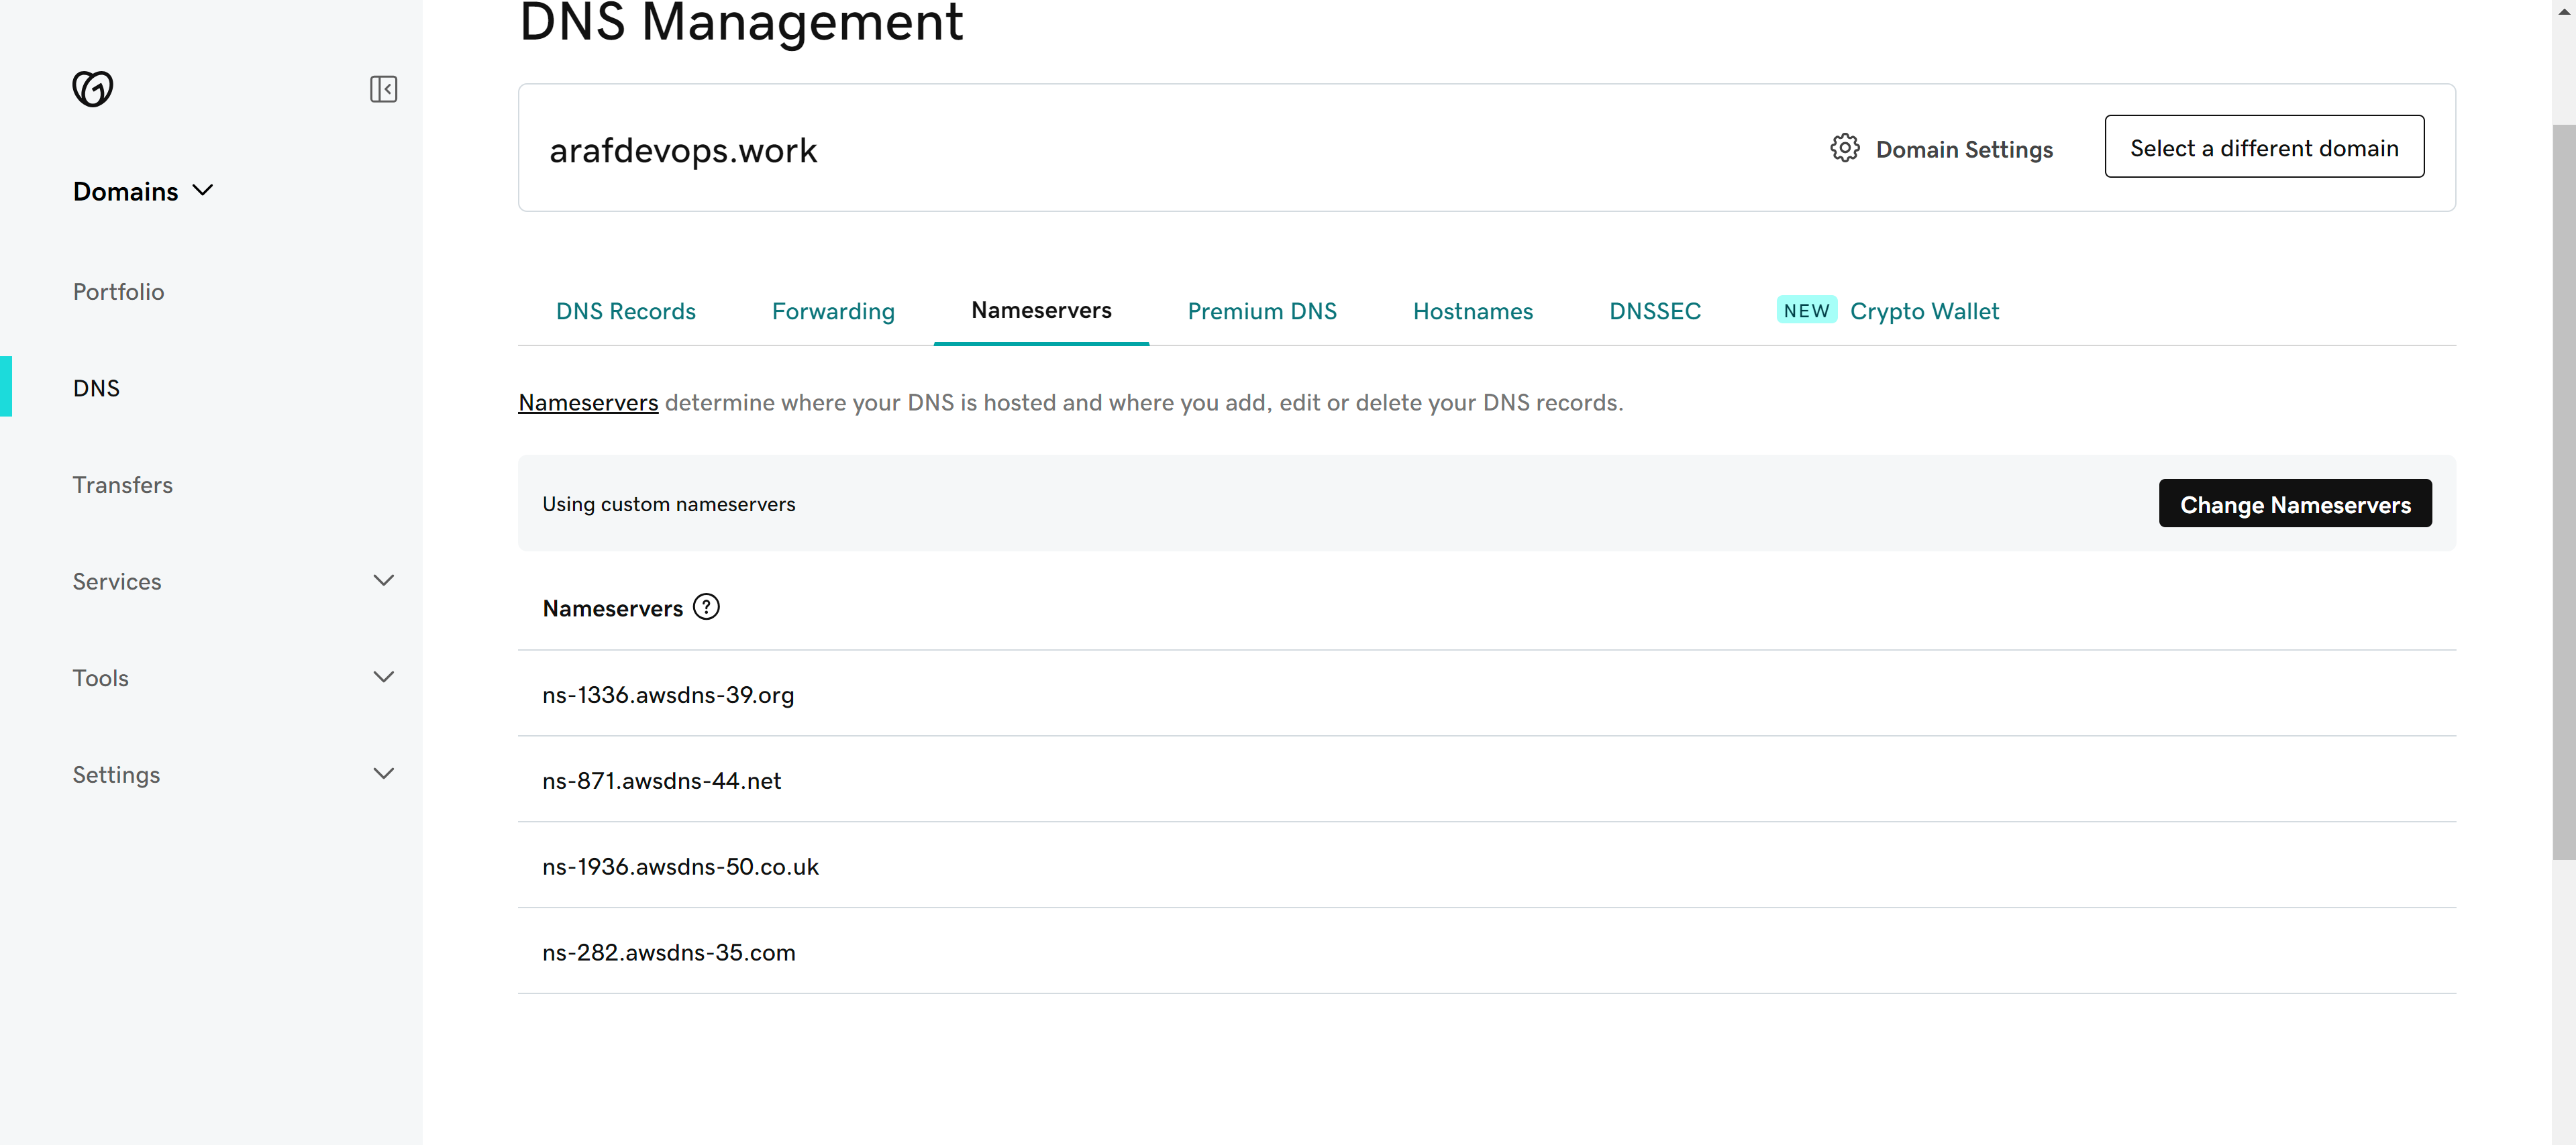 DNS Management
arafdevops.work
Domain Settings
Select a different domain
Domains
Portfolio
DNS
Transfers
Services
Tools
Settings
DNS Records
Forwarding
Nameservers
Premium DNS
Hostnames
DNSSEC
NEW Crypto Wallet
Nameservers determine where your DNS is hosted and where you add, edit or delete your DNS records.
Using custom nameservers
Change Nameservers
Nameservers ?
ns-1336.awsdns-39.org
ns-871.awsdns-44.net
ns-1936.awsdns-50.co.uk
ns-282.awsdns-35.com